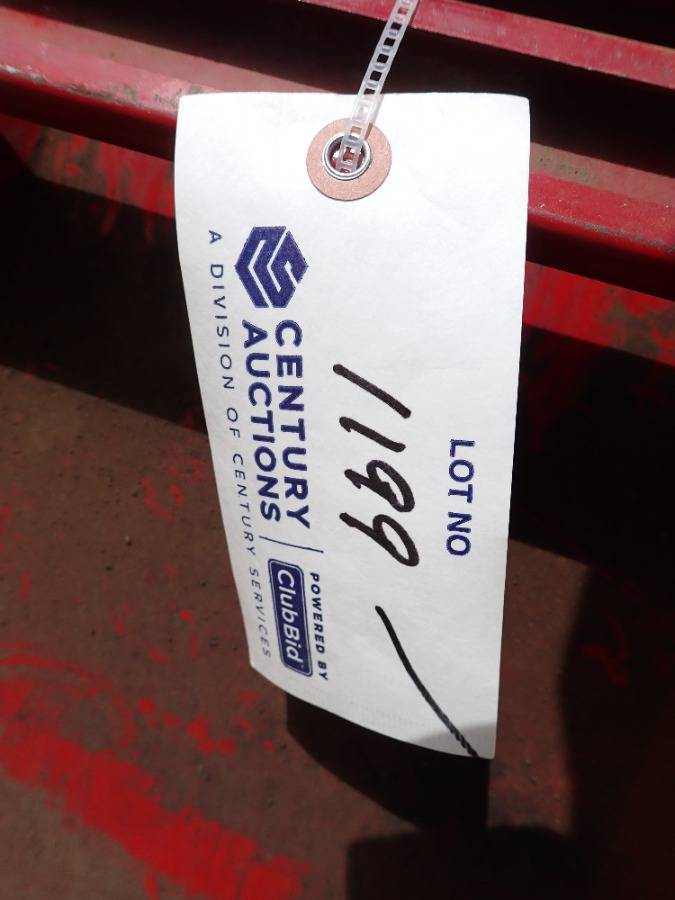 LOT NO
1199
CENTURY
AUCTIONS
A DIVISION OF CENTURY SERVICES
POWERED BY
ClubBid